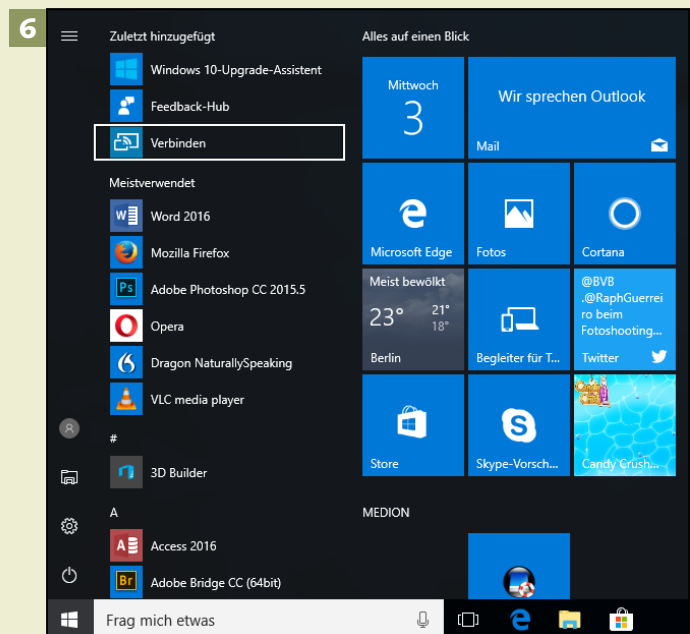 6
Zuletzt hinzugefügt
Windows 10-Upgrade-Assistent
Feedback-Hub
Verbinden
Meistverwendet
Word 2016
Mozilla Firefox
Ps
Adobe Photoshop CC 2015.5
Opera
Dragon NaturallySpeaking
VLC media player
#
3D Builder
A
Access 2016
Br
Adobe Bridge CC (64bit)
Frag mich etwas
Alles auf einen Blick
Mittwoch
3
Wir sprechen Outlook
Mail
Microsoft Edge
Fotos
Cortana
Meist bewölkt
23°
21°
18°
Berlin
Begleiter für T...
@BVB
.@RaphGuerrei
ro beim
Fotoshooting...
Twitter
Store
Skype-Vorsch...
Candy Crush...
MEDION